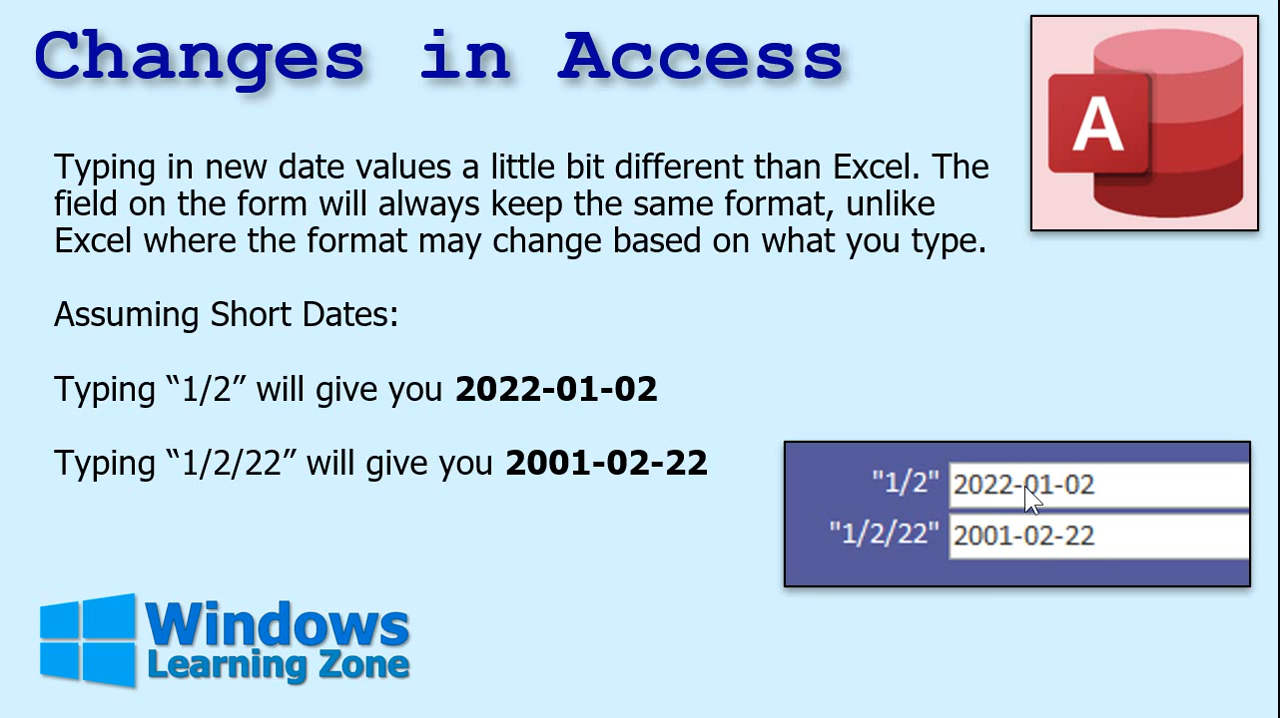 Changes in Access
A
Typing in new date values a little bit different than Excel. The
field on the form will always keep the same format, unlike
Excel where the format may change based on what you type.
Assuming Short Dates:
Typing “1/2” will give you 2022-01-02
Typing “1/2/22” will give you 2001-02-22
"1/2" 2022-01-02
"1/2/22" 2001-02-22
Windows
Learning Zone